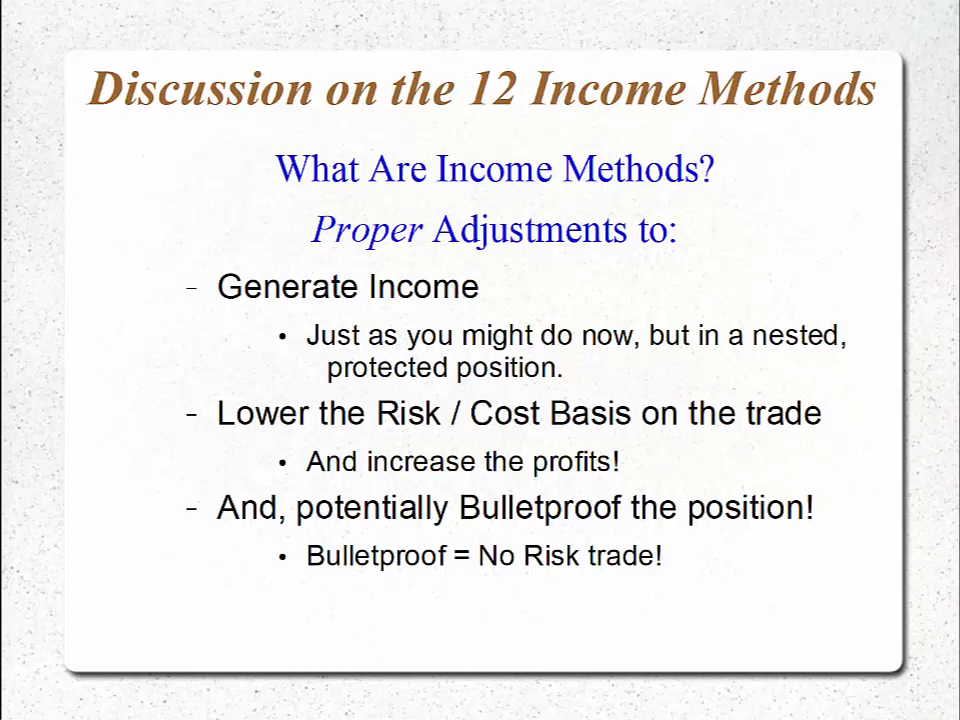 Discussion on the 12 Income Methods
What Are Income Methods?
Proper Adjustments to:
- Generate Income
• Just as you might do now, but in a nested,
protected position.
- Lower the Risk / Cost Basis on the trade
• And increase the profits!
- And, potentially Bulletproof the position!
• Bulletproof = No Risk trade!